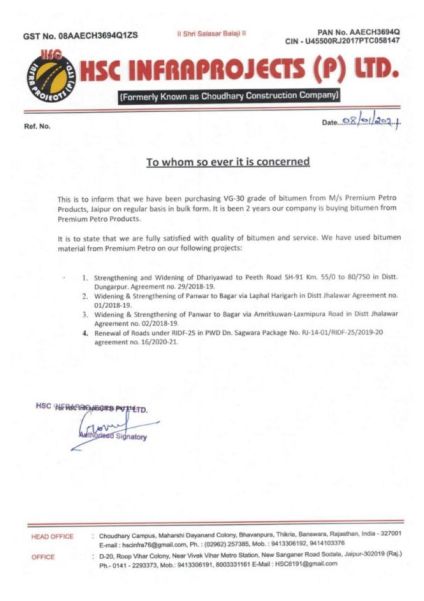 GST No. 08AAECH3694Q1ZS
II Shri Salasar Balaji II
PAN No. AAECH3694Q
CIN - U45500RJ2017PTC058147
HSG
INFRA PROJECTS (P) LTD.
HSC INFRAPROJECTS (P) LTD.
(Formerly Known as Choudhary Construction Company)
Ref. No.
Date 08/01/2021
To whom so ever it is concerned
This is to inform that we have been purchasing VG-30 grade of bitumen from M/s Premium Petro
Products, Jaipur on regular basis in bulk form. It is been 2 years our company is buying bitumen from
Premium Petro Products.
It is to state that we are fully satisfied with quality of bitumen and service. We have used bitumen
material from Premium Petro on our following projects:
1. Strengthening and Widening of Dhariyawad to Peeth Road SH-91 Km. 55/0 to 80/750 in Distt.
Dungarpur. Agreement no. 29/2018-19.
2. Widening & Strengthening of Panwar to Bagar via Laphal Harigarh in Distt Jhalawar Agreement no.
01/2018-19.
3. Widening & Strengthening of Panwar to Bagar via Amritkuwan-Laxmipura Road in Distt Jhalawar
Agreement no. 02/2018-19.
4. Renewal of Roads under RIDF-25 in PWD Dn. Sagwara Package No. RJ-14-01/RIDF-25/2019-20
agreement no. 16/2020-21.
HSC INFRAPROJECTS PVT. LTD.
Authorised Signatory
HEAD OFFICE : Choudhary Campus, Maharshi Dayanand Colony, Bhavanpura, Thikria, Banswara, Rajasthan, India - 327001
E-mail : hscinfra76@gmail.com, Ph. : (02962) 257385, Mob. : 9413306192, 9414103376
OFFICE : D-20, Roop Vihar Colony, Near Vivek Vihar Metro Station, New Sanganer Road Sodala, Jaipur-302019 (Raj.)
Ph - 0141 - 2293373, Mob.: 9413306191, 8003331161 E-Mail : HSC6191@gmail.com